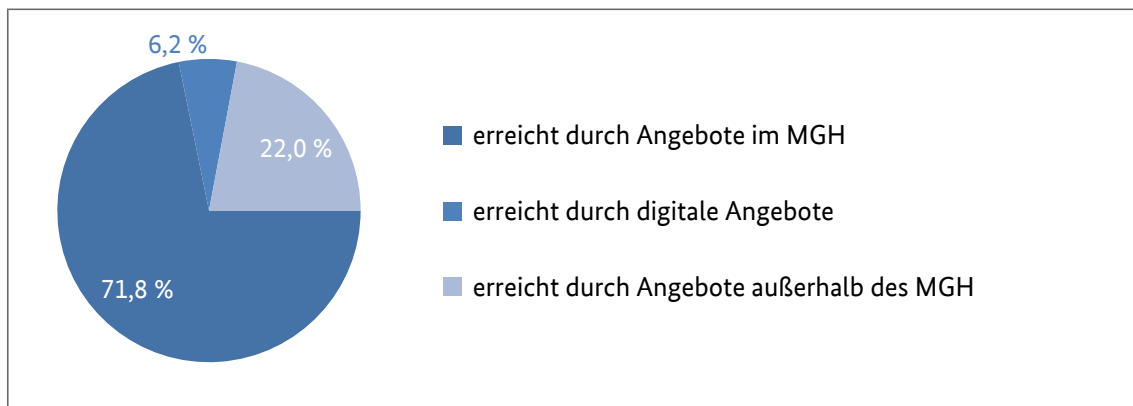 6,2 %
22,0 %
71,8 %
erreicht durch Angebote im MGH
erreicht durch digitale Angebote
erreicht durch Angebote außerhalb des MGH